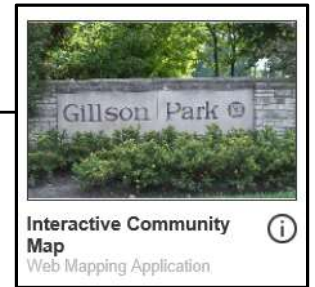 Gillson Park
Interactive Community
Map
Web Mapping Application